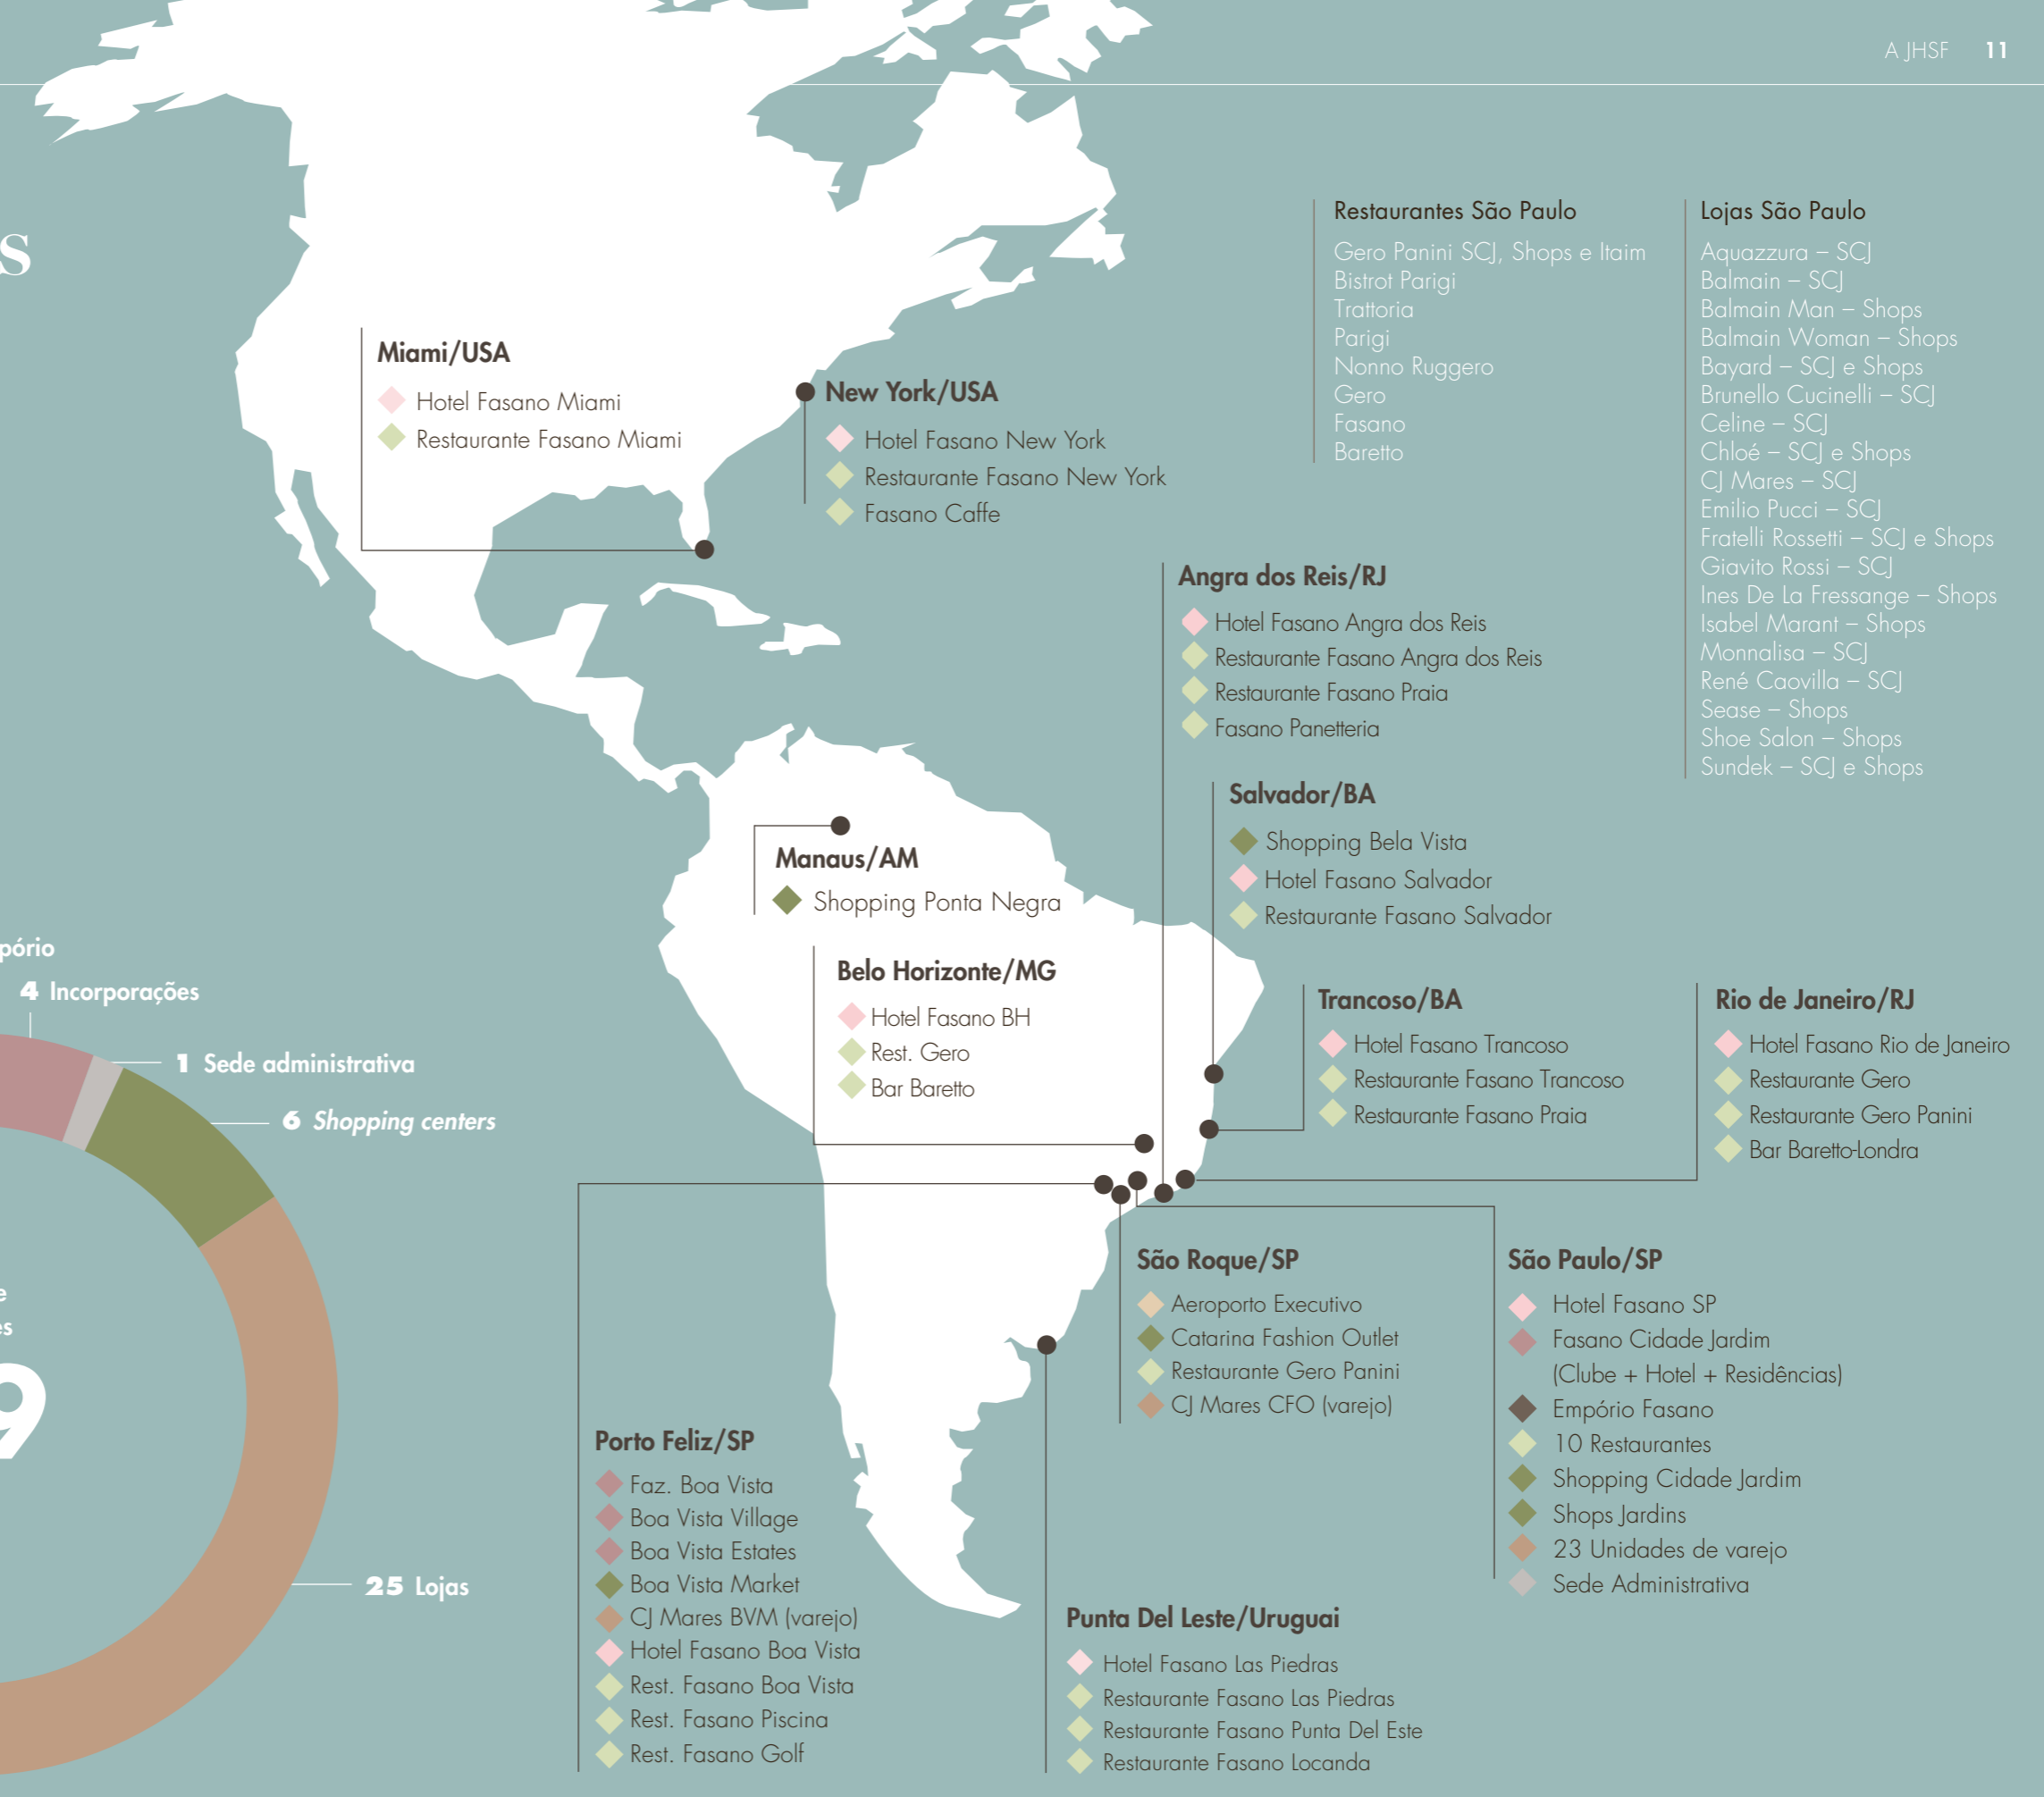 A JHSF 11
s
Restaurantes São Paulo
Gero Panini SCJ, Shops e Itaim
Bistrot Parigi
Trattoria
Parigi
Nonno Ruggero
Gero
Fasano
Baretto
Lojas São Paulo
Aquazzura – SCJ
Balmain – SCJ
Balmain Man – Shops
Balmain Woman – Shops
Bayard – SCJ e Shops
Brunello Cucinelli – SCJ
Celine – SCJ
Chloé – SCJ e Shops
CJ Mares – SCJ
Emilio Pucci – SCJ
Fratelli Rossetti – SCJ e Shops
Giavito Rossi – SCJ
Ines De La Fressange – Shops
Isabel Marant – Shops
Monnalisa – SCJ
René Caovilla – SCJ
Sease – Shops
Shoe Salon – Shops
Sundek – SCJ e Shops
Miami/USA
Hotel Fasano Miami
Restaurante Fasano Miami
New York/USA
Hotel Fasano New York
Restaurante Fasano New York
Fasano Caffe
Angra dos Reis/RJ
Hotel Fasano Angra dos Reis
Restaurante Fasano Angra dos Reis
Restaurante Fasano Praia
Fasano Panetteria
Salvador/BA
Shopping Bela Vista
Hotel Fasano Salvador
Restaurante Fasano Salvador
Manaus/AM
Shopping Ponta Negra
Belo Horizonte/MG
Hotel Fasano BH
Rest. Gero
Bar Baretto
Trancoso/BA
Hotel Fasano Trancoso
Restaurante Fasano Trancoso
Restaurante Fasano Praia
Rio de Janeiro/RJ
Hotel Fasano Rio de Janeiro
Restaurante Gero
Restaurante Gero Panini
Bar Baretto-Londra
pório
4 Incorporações
1 Sede administrativa
6 Shopping centers
e
es
9
25 Lojas
São Roque/SP
Aeroporto Executivo
Catarina Fashion Outlet
Restaurante Gero Panini
CJ Mares CFO (varejo)
São Paulo/SP
Hotel Fasano SP
Fasano Cidade Jardim
(Clube + Hotel + Residências)
Empório Fasano
10 Restaurantes
Shopping Cidade Jardim
Shops Jardins
23 Unidades de varejo
Sede Administrativa
Porto Feliz/SP
Faz. Boa Vista
Boa Vista Village
Boa Vista Estates
Boa Vista Market
CJ Mares BVM (varejo)
Hotel Fasano Boa Vista
Rest. Fasano Boa Vista
Rest. Fasano Piscina
Rest. Fasano Golf
Punta Del Leste/Uruguai
Hotel Fasano Las Piedras
Restaurante Fasano Las Piedras
Restaurante Fasano Punta Del Este
Restaurante Fasano Locanda